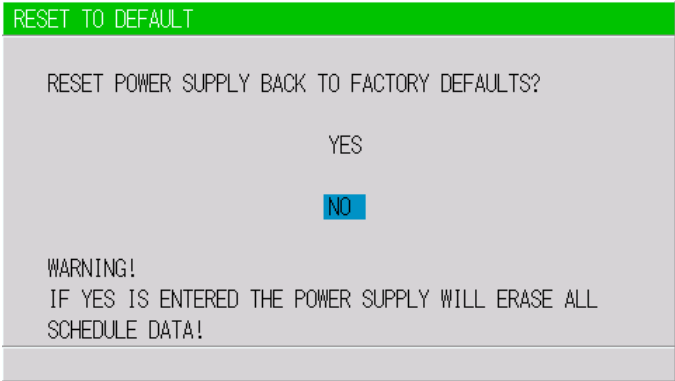 RESET TO DEFAULT
RESET POWER SUPPLY BACK TO FACTORY DEFAULTS?
YES
NO
WARNING!
IF YES IS ENTERED THE POWER SUPPLY WILL ERASE ALL
SCHEDULE DATA!